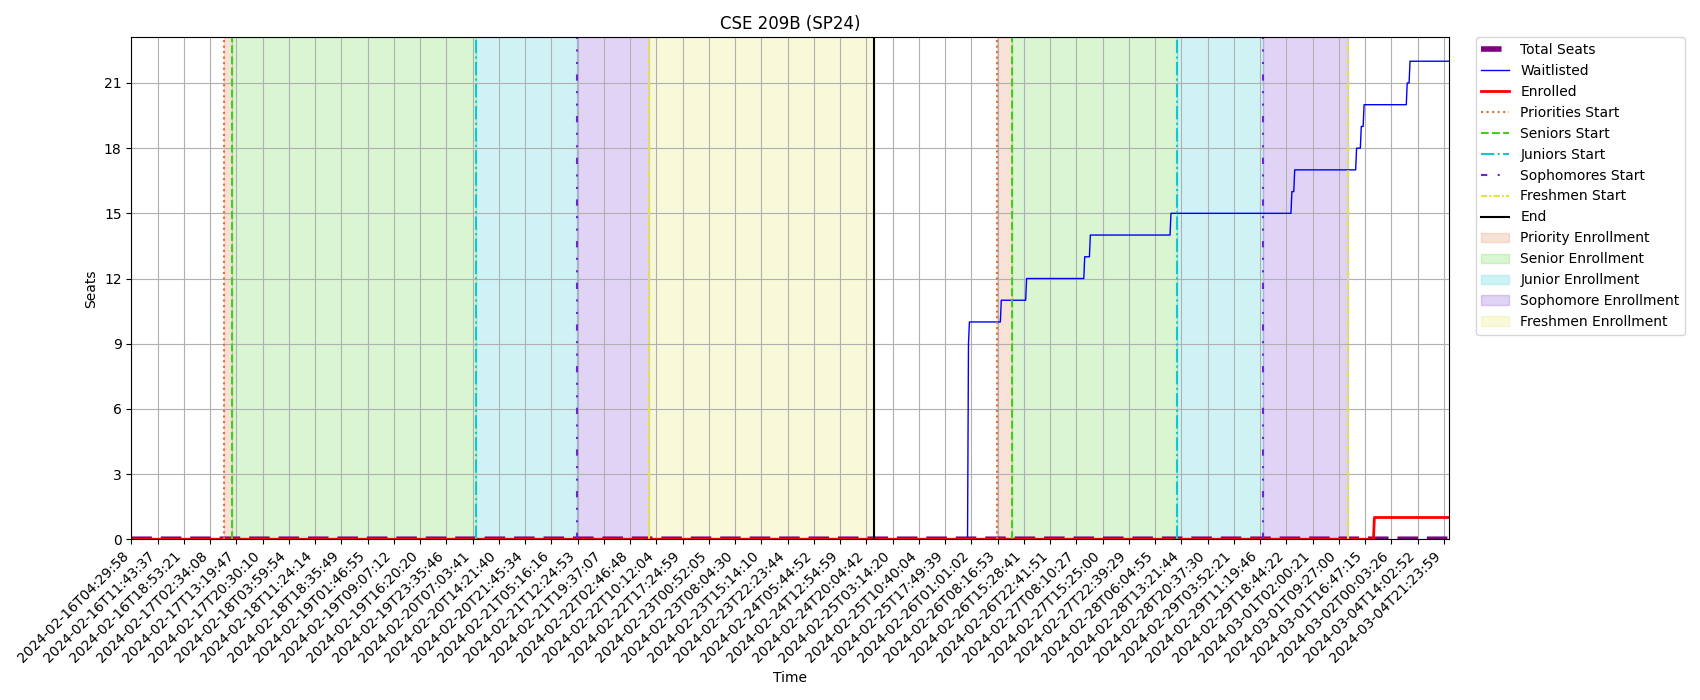 CSE 209B (SP24)
Seats
21
18
15
12
9
6
3
0
2024-02-16T04:29:58
2024-02-16T11:43:37
2024-02-16T18:53:21
2024-02-17T02:34:08
2024-02-17T13:19:47
2024-02-17T20:30:10
2024-02-18T03:59:54
2024-02-18T11:24:14
2024-02-18T18:35:49
2024-02-19T01:46:55
2024-02-19T09:07:12
2024-02-19T16:20:20
2024-02-19T23:35:46
2024-02-20T07:03:41
2024-02-20T14:21:40
2024-02-20T21:45:34
2024-02-21T05:16:16
2024-02-21T12:24:53
2024-02-21T19:37:07
2024-02-22T02:46:48
2024-02-22T10:12:04
2024-02-22T17:24:59
2024-02-23T00:52:05
2024-02-23T08:04:30
2024-02-23T15:14:10
2024-02-23T22:23:44
2024-02-24T05:44:52
2024-02-24T12:54:59
2024-02-24T20:04:42
2024-02-25T03:14:20
2024-02-25T10:40:04
2024-02-25T17:49:39
2024-02-26T01:01:02
2024-02-26T08:16:53
2024-02-26T15:28:41
2024-02-26T22:41:51
2024-02-27T08:10:27
2024-02-27T15:25:00
2024-02-27T22:39:29
2024-02-28T06:04:55
2024-02-28T13:21:44
2024-02-28T20:37:30
2024-02-29T03:52:21
2024-02-29T11:19:46
2024-02-29T18:44:22
2024-03-01T02:00:21
2024-03-01T09:27:00
2024-03-01T16:47:15
2024-03-02T00:03:26
2024-03-04T14:02:52
2024-03-04T21:23:59
Time
Total Seats
Waitlisted
Enrolled
Priorities Start
Seniors Start
Juniors Start
Sophomores Start
Freshmen Start
End
Priority Enrollment
Senior Enrollment
Junior Enrollment
Sophomore Enrollment
Freshmen Enrollment